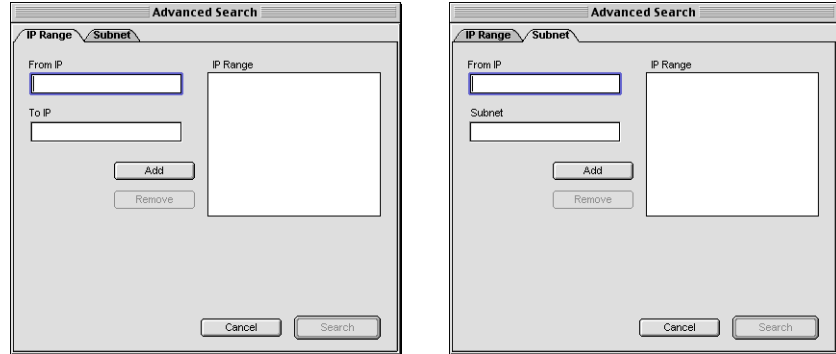 Advanced Search
IP Range Subnet
From IP IP Range
To IP
Add
Remove
Cancel Search
Advanced Search
IP Range Subnet
From IP IP Range
Subnet
Add
Remove
Cancel Search